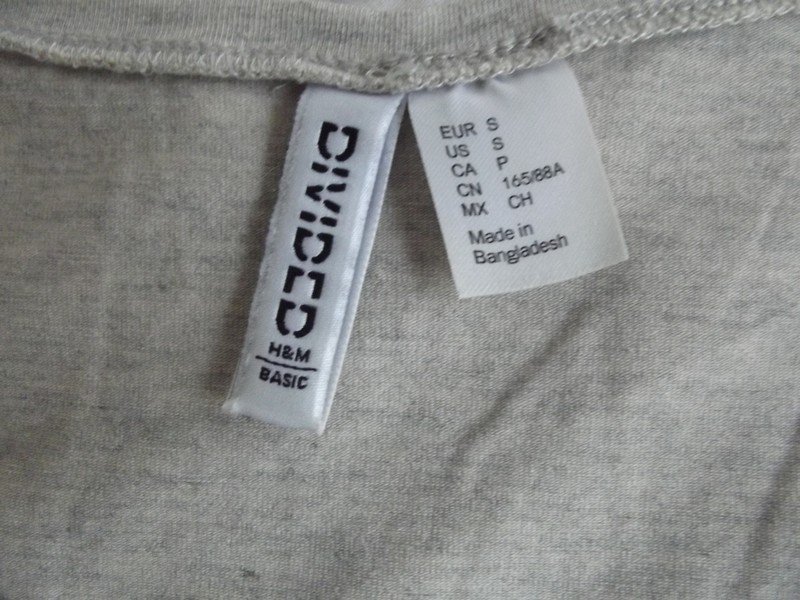 DIVIDED
H&M
BASIC
EUR S
US S
CA P
CN 165/88A
MX CH
Made in
Bangladesh